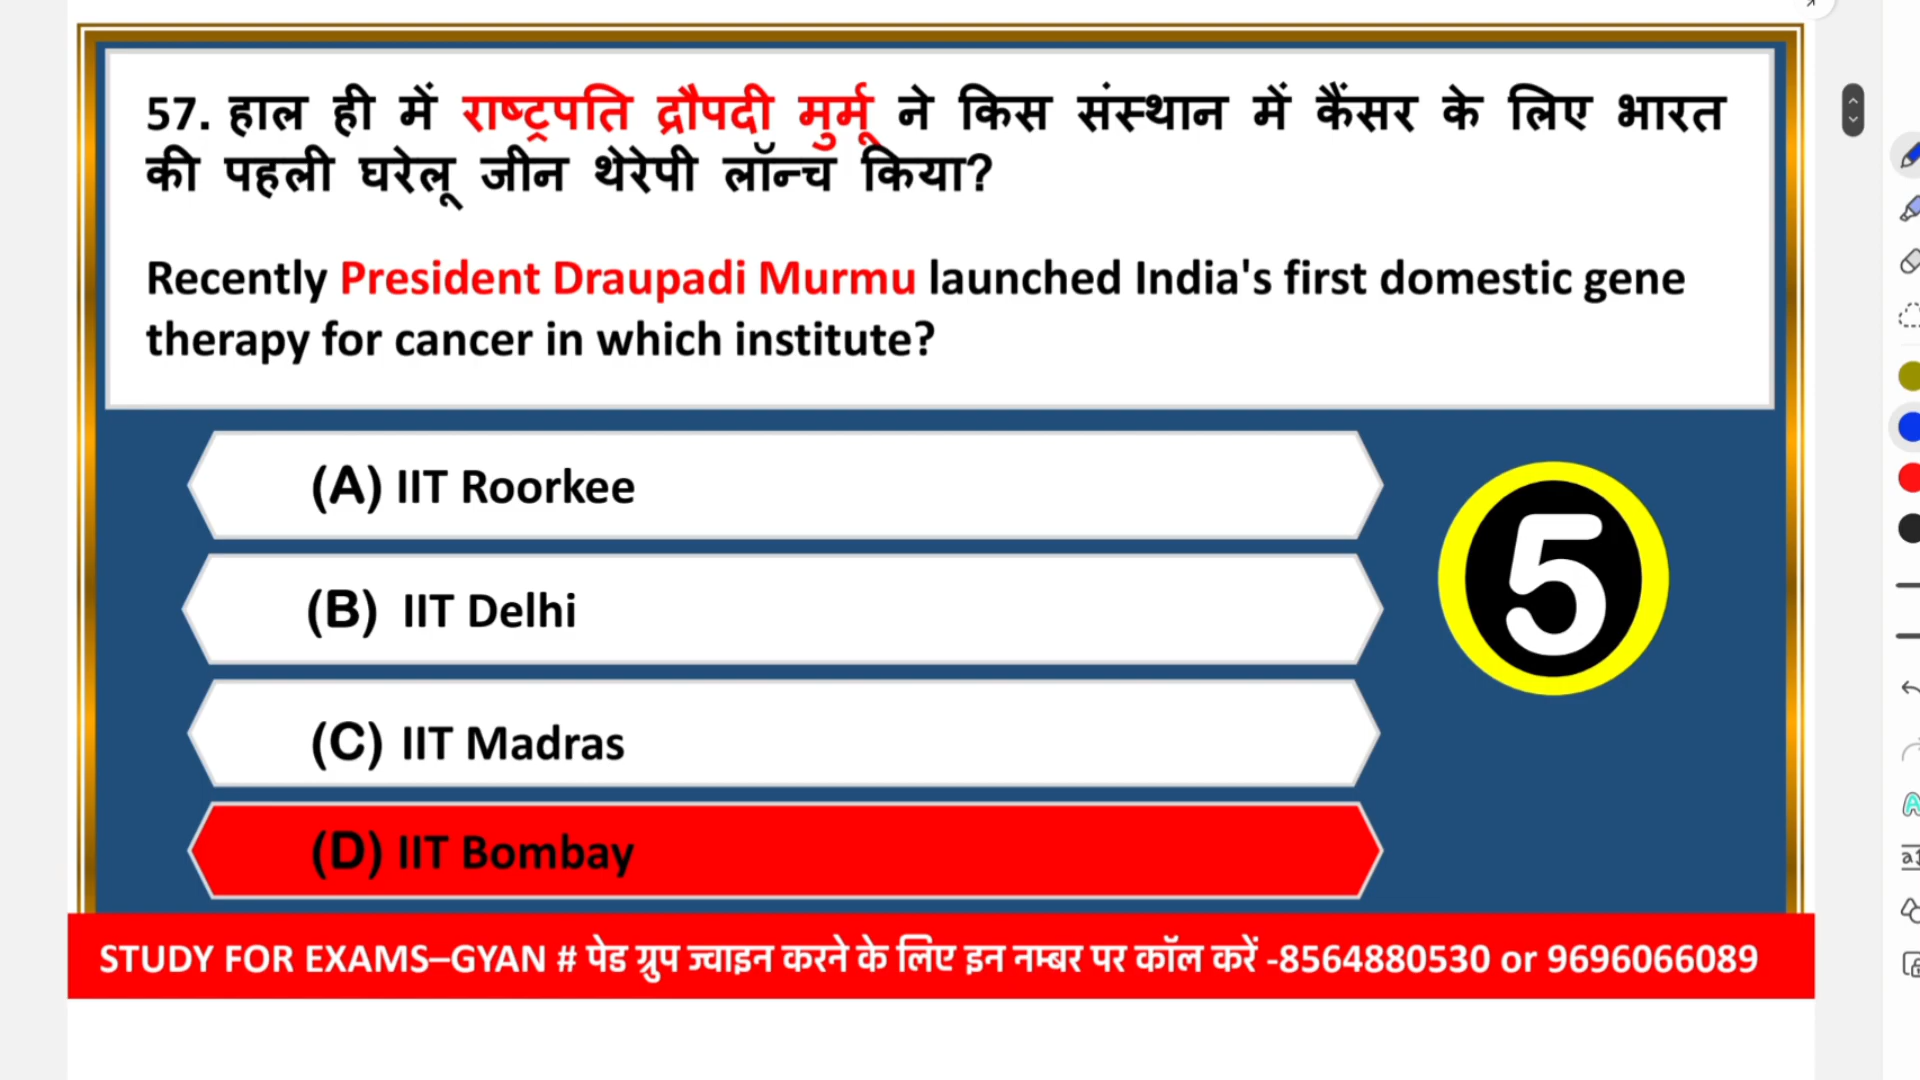 57. हाल ही में राष्ट्रपति द्रौपदी मुर्मू ने किस संस्थान में कैंसर के लिए भारत
की पहली घरेलू जीन थेरेपी लॉन्च किया?
Recently President Draupadi Murmu launched India's first domestic gene
therapy for cancer in which institute?
(A) IIT Roorkee
(B) IIT Delhi
(C) IIT Madras
(D) IIT Bombay
5
STUDY FOR EXAMS–GYAN # पेड ग्रुप ज्वाइन करने के लिए इन नम्बर पर कॉल करें -8564880530 or 9696066089